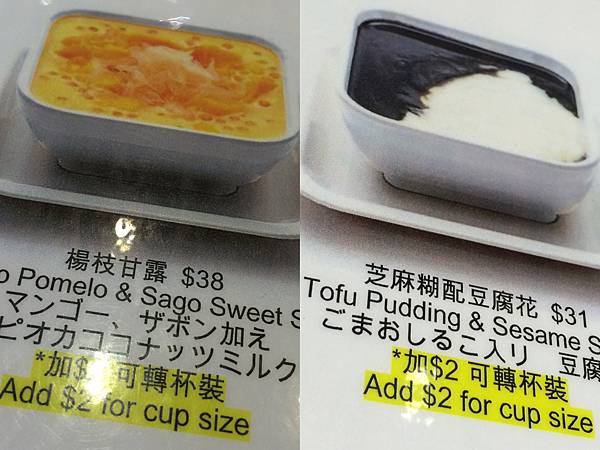 楊枝甘露 $38
o Pomelo & Sago Sweet S
マンゴー、ザボン加え
ピオカココナッツミルク
*加$ 可轉杯裝
Add $2 for cup size
芝麻糊配豆腐花 $31
Tofu Pudding & Sesame S
ごまおしるこ入り 豆腐
*加$2 可轉杯裝
Add $2 for cup size